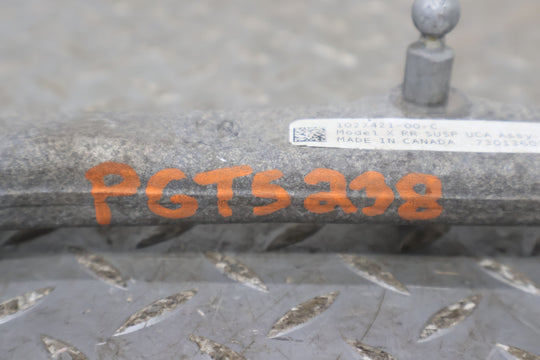 1027421-00-C
Model X RR SUSP UCA Assy
MADE IN CANADA
PGTS238